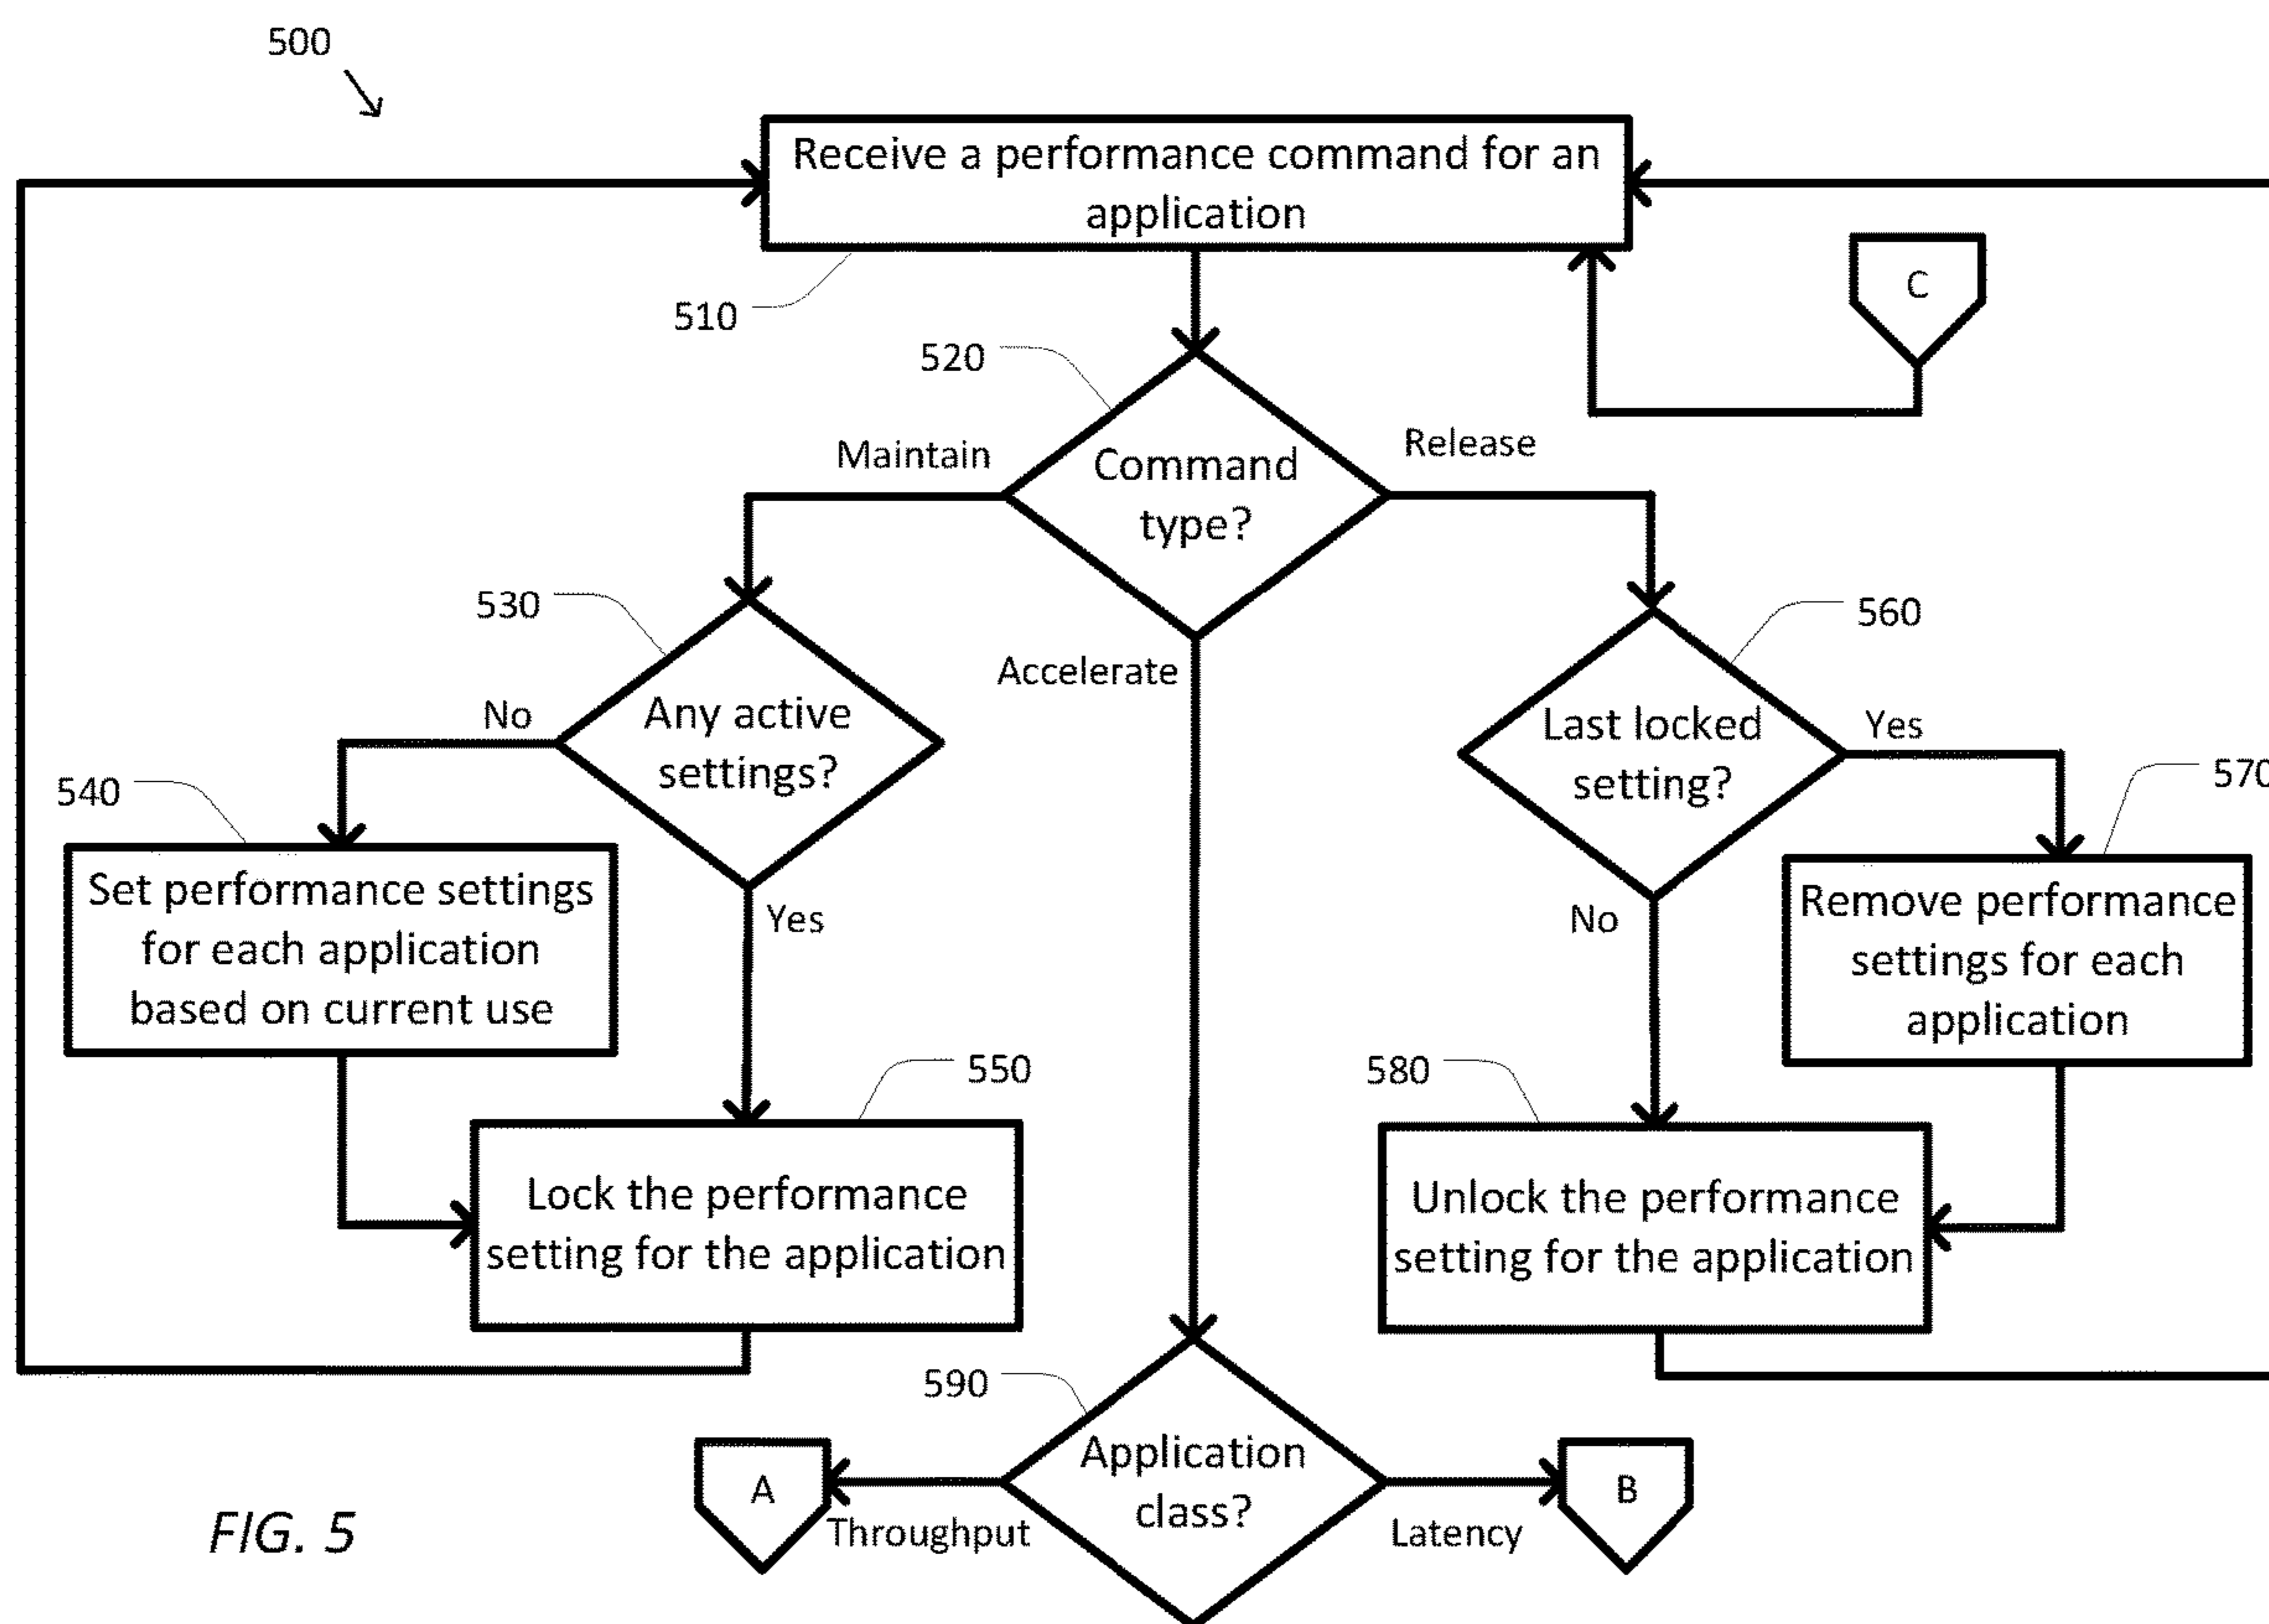 500
Receive a performance command for an
application
510
C
520
Maintain
Release
Command
type?
530
560
Accelerate
No
Any active
settings?
Last locked
setting?
Yes
540
570
Set performance settings
for each application
based on current use
Yes
No
Remove performance
settings for each
application
550
580
Lock the performance
setting for the application
Unlock the performance
setting for the application
590
A
Application
class?
B
Throughput
Latency
FIG. 5